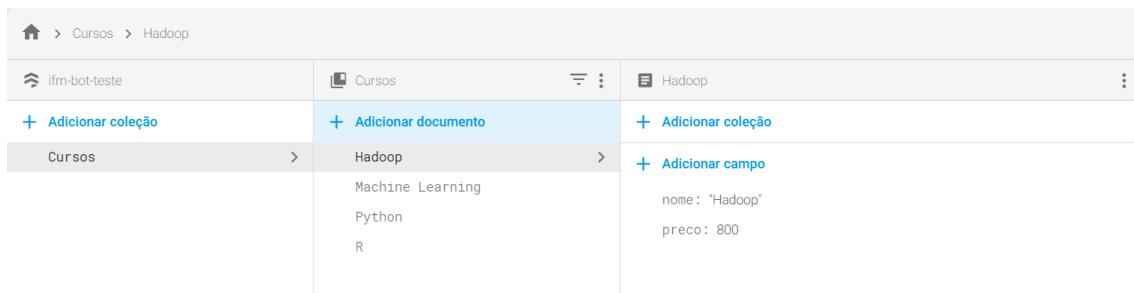 Cursos > Hadoop
ifrn-bot-teste
Cursos
Hadoop
Adicionar coleção
Adicionar documento
Adicionar coleção
Cursos
Hadoop
Adicionar campo
Machine Learning
nome: "Hadoop"
Python
preco: 800
R